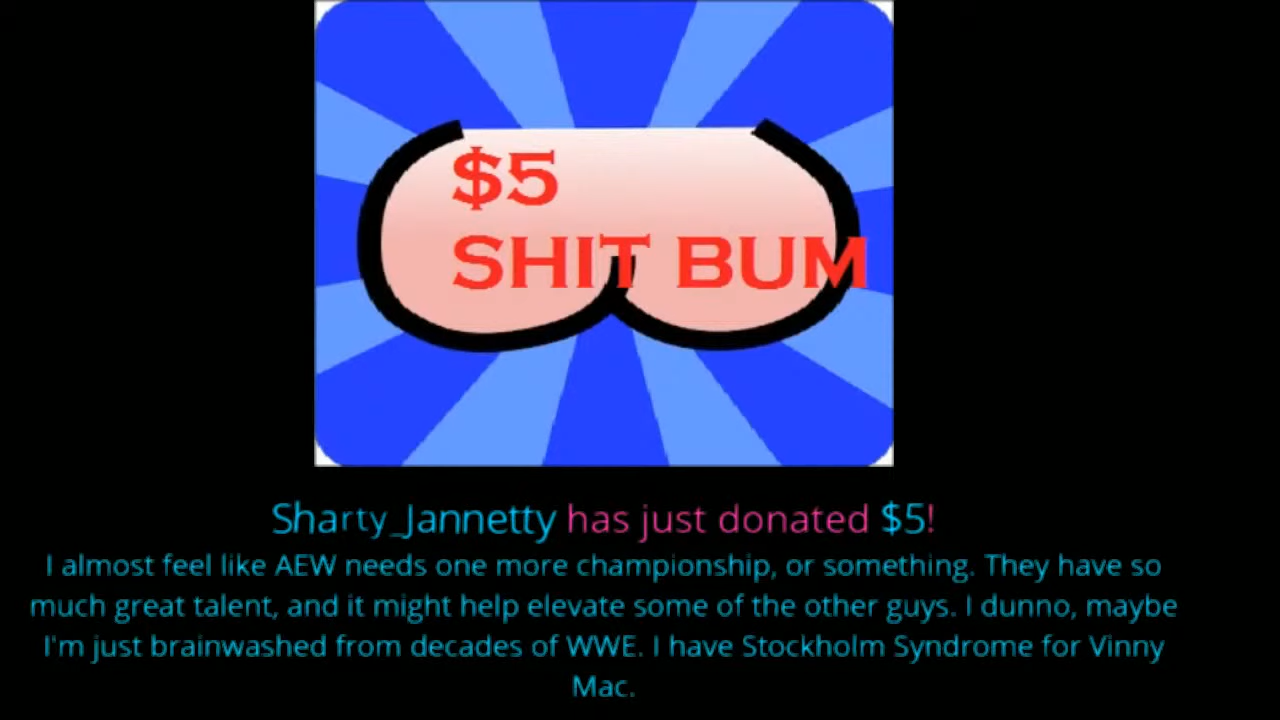 $5
SHIT BUM
Sharty_Jannetty has just donated $5!
I almost feel like AEW needs one more championship, or something. They have so
much great talent, and it might help elevate some of the other guys. I dunno, maybe
I'm just brainwashed from decades of WWE. I have Stockholm Syndrome for Vinny
Mac.